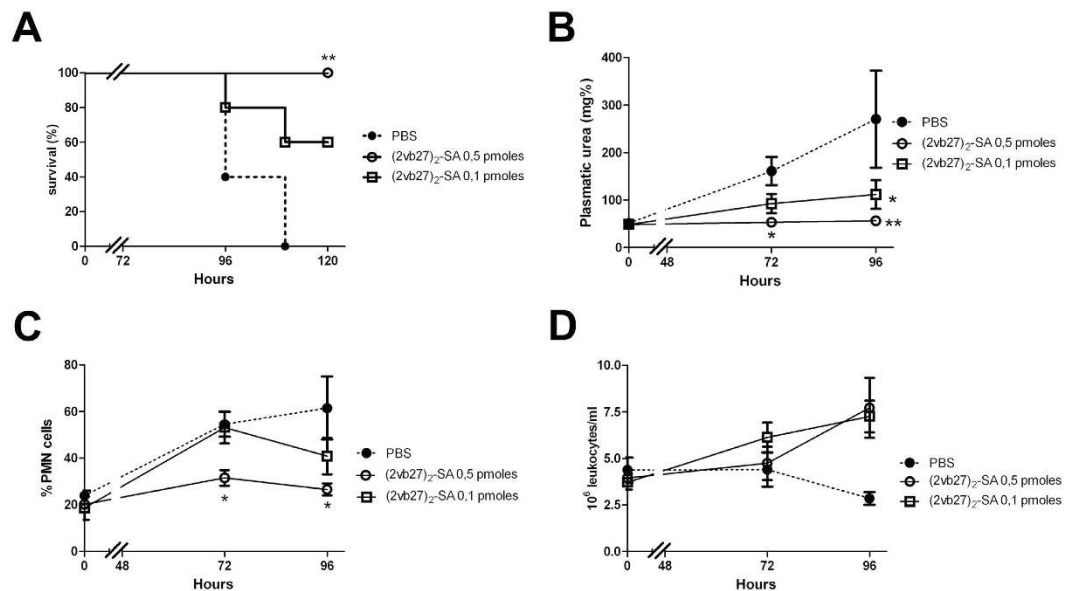 A
survival (%)
100
80
60
40
20
0
0
72
96
120
Hours
**
PBS
(2vb27)₂-SA 0,5 pmoles
(2vb27)₂-SA 0,1 pmoles
B
Plasmatic urea (mg%)
400
300
200
100
0
0
48
72
96
Hours
*
*
**
PBS
(2vb27)₂-SA 0,5 pmoles
(2vb27)₂-SA 0,1 pmoles
C
% PMN cells
80
60
40
20
0
0
48
72
96
Hours
*
*
PBS
(2vb27)₂-SA 0,5 pmoles
(2vb27)₂-SA 0,1 pmoles
D
10⁶ leukocytes/ml
10.0
7.5
5.0
2.5
0.0
0
48
72
96
Hours
PBS
(2vb27)₂-SA 0,5 pmoles
(2vb27)₂-SA 0,1 pmoles